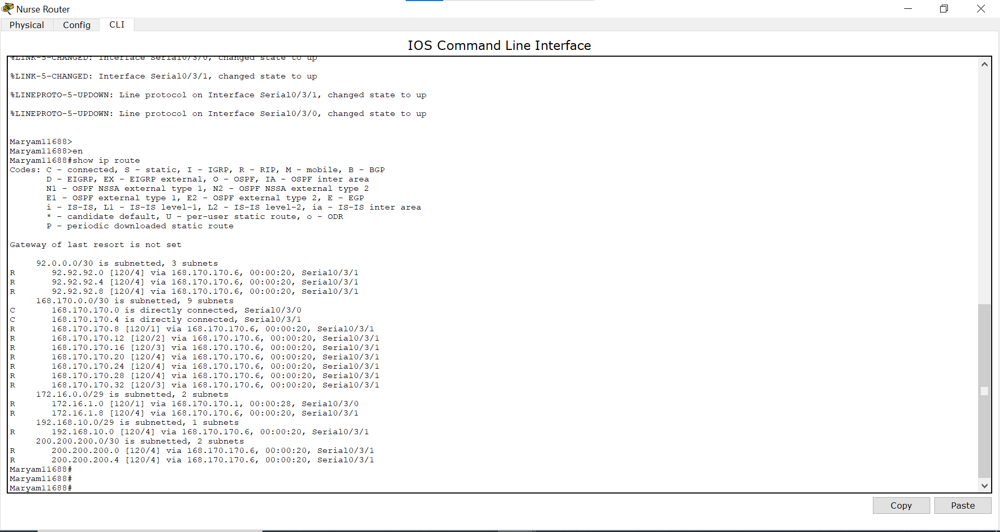 Nurse Router
Physical Config CLI
IOS Command Line Interface
%LINK-5-CHANGED: Interface Serial0/3/0, changed state to up
%LINK-5-CHANGED: Interface Serial0/3/1, changed state to up
%LINEPROTO-5-UPDOWN: Line protocol on Interface Serial0/3/1, changed state to up
%LINEPROTO-5-UPDOWN: Line protocol on Interface Serial0/3/0, changed state to up
Maryam11688>
Maryam11688>en
Maryam11688#show ip route
Codes: C - connected, S - static, I - IGRP, R - RIP, M - mobile, B - BGP
D - EIGRP, EX - EIGRP external, O - OSPF, IA - OSPF inter area
N1 - OSPF NSSA external type 1, N2 - OSPF NSSA external type 2
E1 - OSPF external type 1, E2 - OSPF external type 2, E - EGP
i - IS-IS, L1 - IS-IS level-1, L2 - IS-IS level-2, ia - IS-IS inter area
* - candidate default, U - per-user static route, o - ODR
P - periodic downloaded static route
Gateway of last resort is not set
92.0.0.0/30 is subnetted, 3 subnets
R 92.92.92.0 [120/4] via 168.170.170.6, 00:00:20, Serial0/3/1
R 92.92.92.4 [120/4] via 168.170.170.6, 00:00:20, Serial0/3/1
R 92.92.92.8 [120/4] via 168.170.170.6, 00:00:20, Serial0/3/1
168.170.0.0/30 is subnetted, 9 subnets
C 168.170.170.0 is directly connected, Serial0/3/0
C 168.170.170.4 is directly connected, Serial0/3/1
R 168.170.170.8 [120/1] via 168.170.170.6, 00:00:20, Serial0/3/1
R 168.170.170.12 [120/2] via 168.170.170.6, 00:00:20, Serial0/3/1
R 168.170.170.16 [120/3] via 168.170.170.6, 00:00:20, Serial0/3/1
R 168.170.170.20 [120/4] via 168.170.170.6, 00:00:20, Serial0/3/1
R 168.170.170.24 [120/4] via 168.170.170.6, 00:00:20, Serial0/3/1
R 168.170.170.28 [120/4] via 168.170.170.6, 00:00:20, Serial0/3/1
R 168.170.170.32 [120/3] via 168.170.170.6, 00:00:20, Serial0/3/1
172.16.0.0/29 is subnetted, 2 subnets
R 172.16.1.0 [120/1] via 168.170.170.1, 00:00:28, Serial0/3/0
R 172.16.1.8 [120/4] via 168.170.170.6, 00:00:20, Serial0/3/1
192.168.10.0/29 is subnetted, 1 subnets
R 192.168.10.0 [120/4] via 168.170.170.6, 00:00:20, Serial0/3/1
200.200.200.0/30 is subnetted, 2 subnets
R 200.200.200.0 [120/4] via 168.170.170.6, 00:00:20, Serial0/3/1
R 200.200.200.4 [120/4] via 168.170.170.6, 00:00:20, Serial0/3/1
Maryam11688#
Maryam11688#
Maryam11688#
Copy Paste